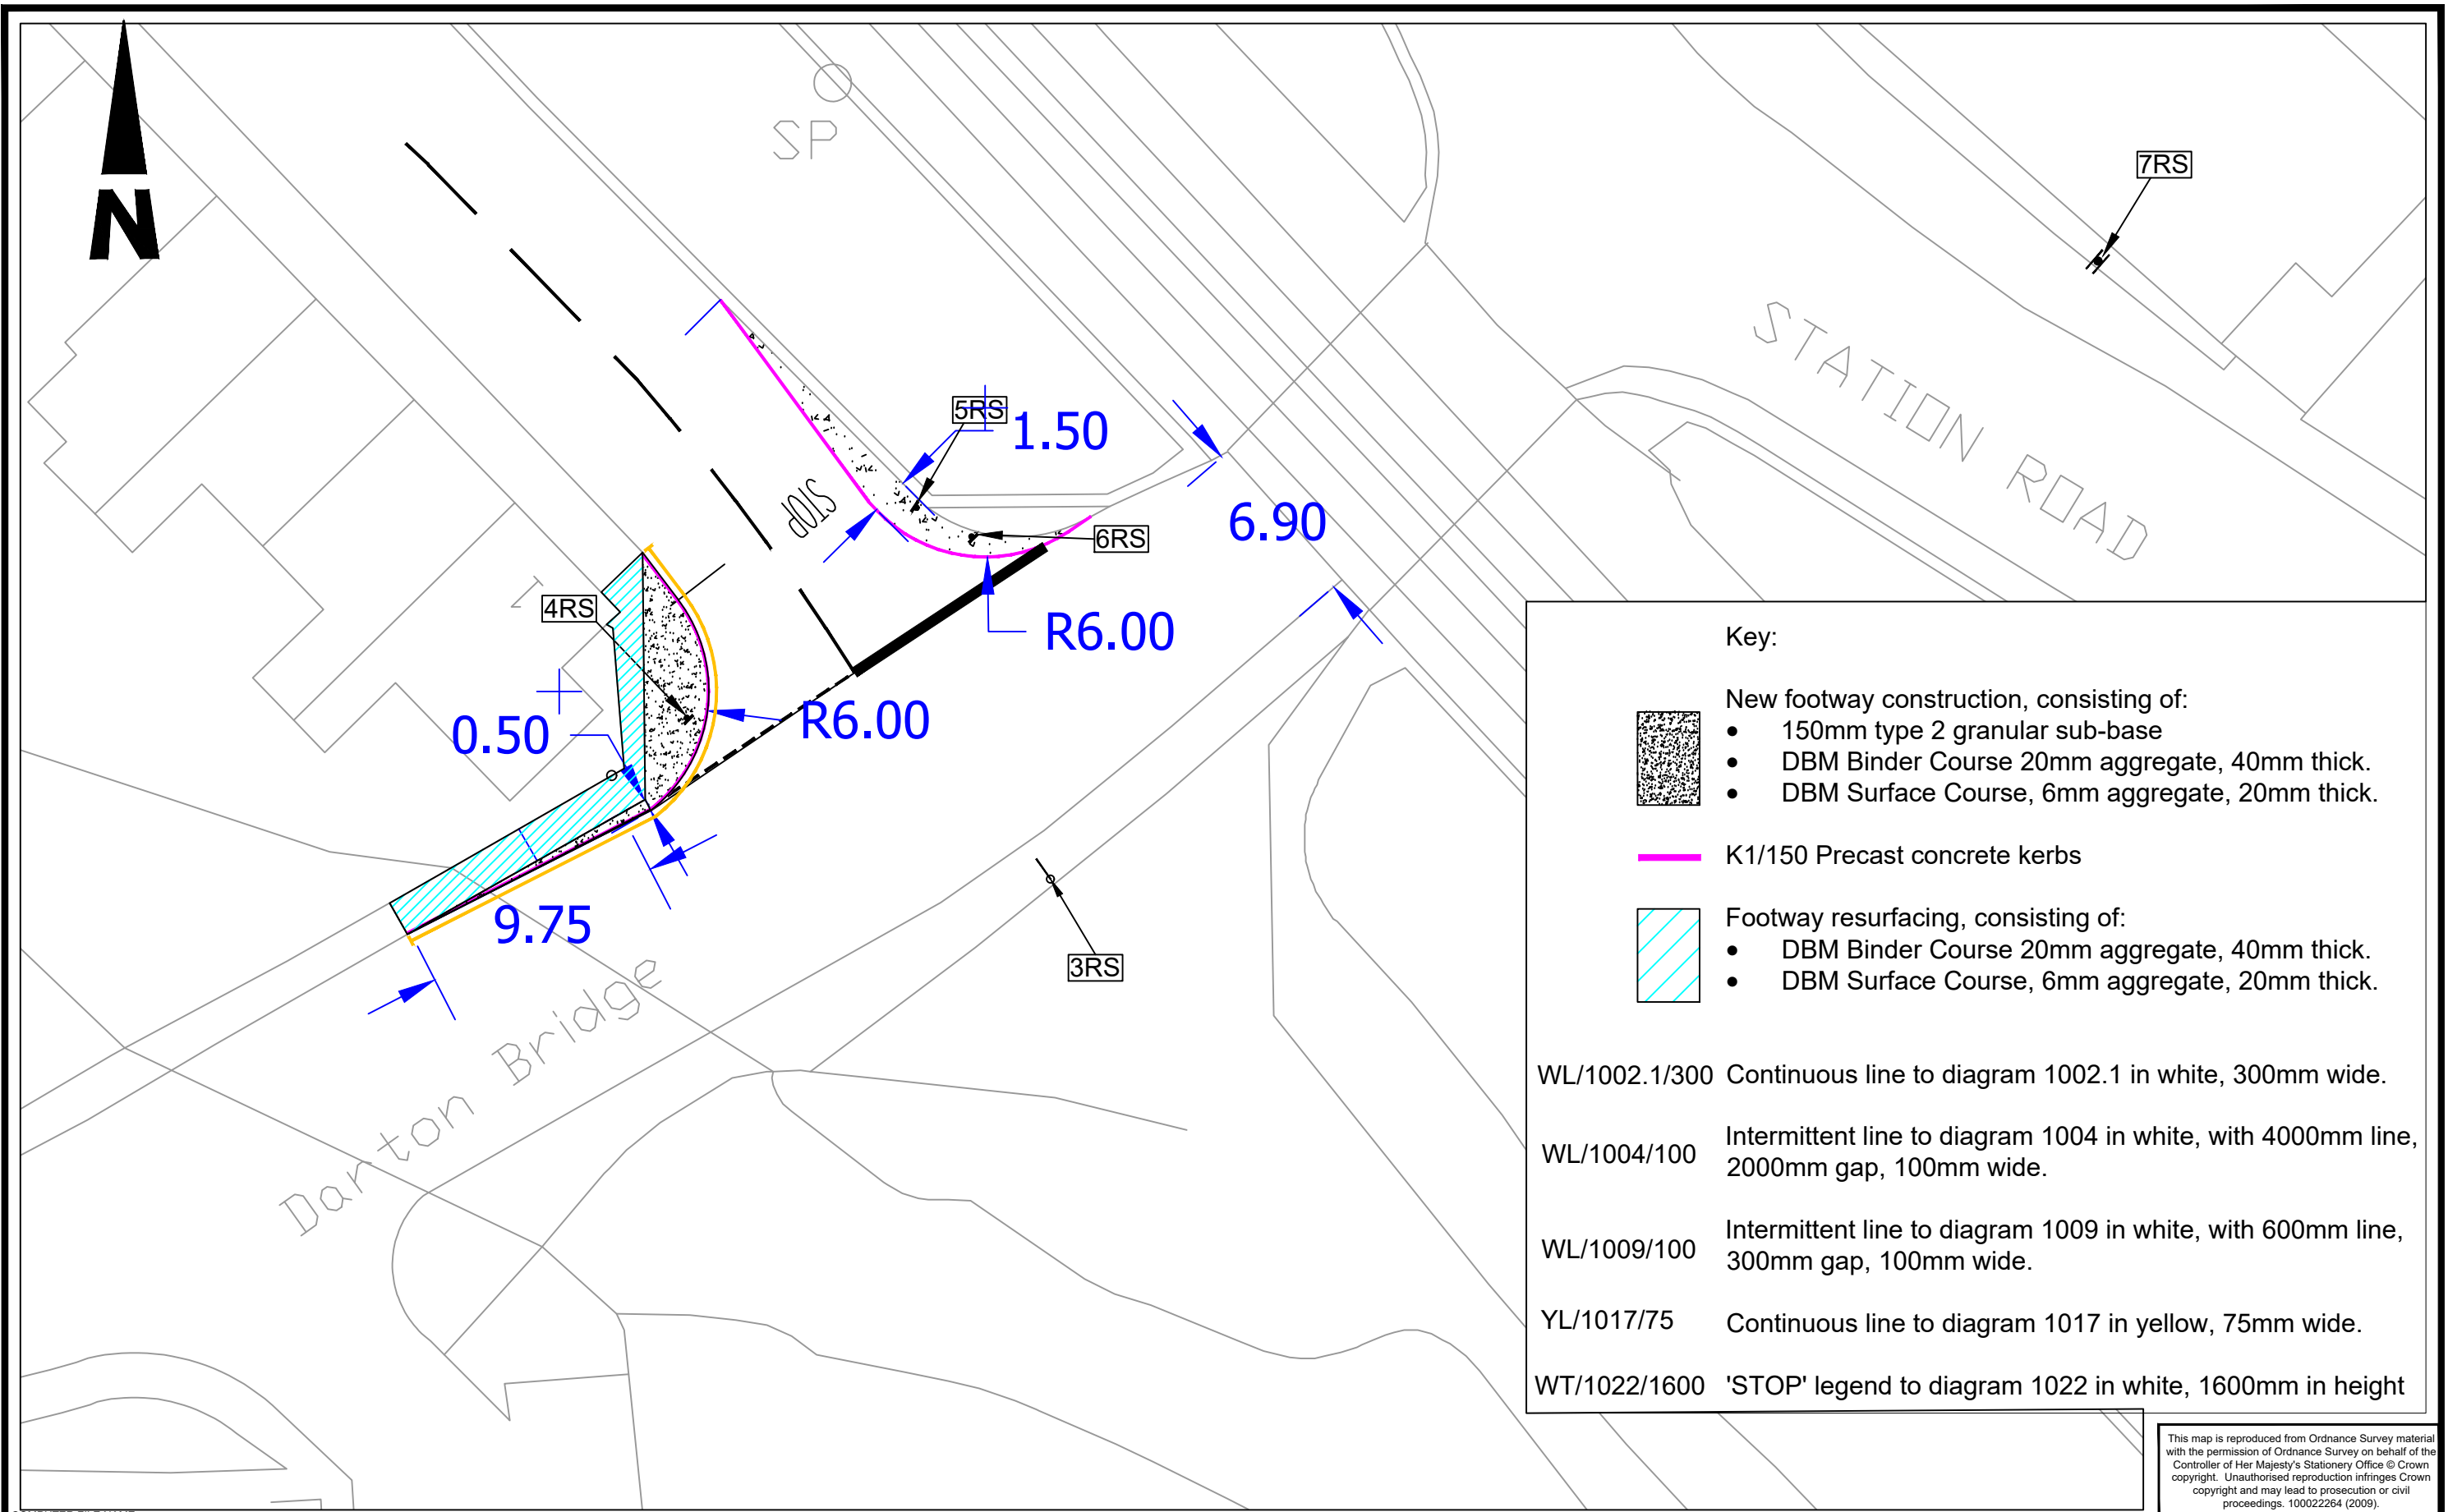 N
SP
7RS
STATION ROAD
5RS
1.50
STOP
6.90
6RS
4RS
R6.00
R6.00
0.50
9.75
3RS
Darton Bridge
Key:
New footway construction, consisting of:
• 150mm type 2 granular sub-base
• DBM Binder Course 20mm aggregate, 40mm thick.
• DBM Surface Course, 6mm aggregate, 20mm thick.
K1/150 Precast concrete kerbs
Footway resurfacing, consisting of:
• DBM Binder Course 20mm aggregate, 40mm thick.
• DBM Surface Course, 6mm aggregate, 20mm thick.
WL/1002.1/300 Continuous line to diagram 1002.1 in white, 300mm wide.
WL/1004/100 Intermittent line to diagram 1004 in white, with 4000mm line,
2000mm gap, 100mm wide.
WL/1009/100 Intermittent line to diagram 1009 in white, with 600mm line,
300mm gap, 100mm wide.
YL/1017/75 Continuous line to diagram 1017 in yellow, 75mm wide.
WT/1022/1600 'STOP' legend to diagram 1022 in white, 1600mm in height
This map is reproduced from Ordnance Survey material
with the permission of Ordnance Survey on behalf of the
Controller of Her Majesty's Stationery Office © Crown
copyright. Unauthorised reproduction infringes Crown
copyright and may lead to prosecution or civil
proceedings. 100022264 (2009).